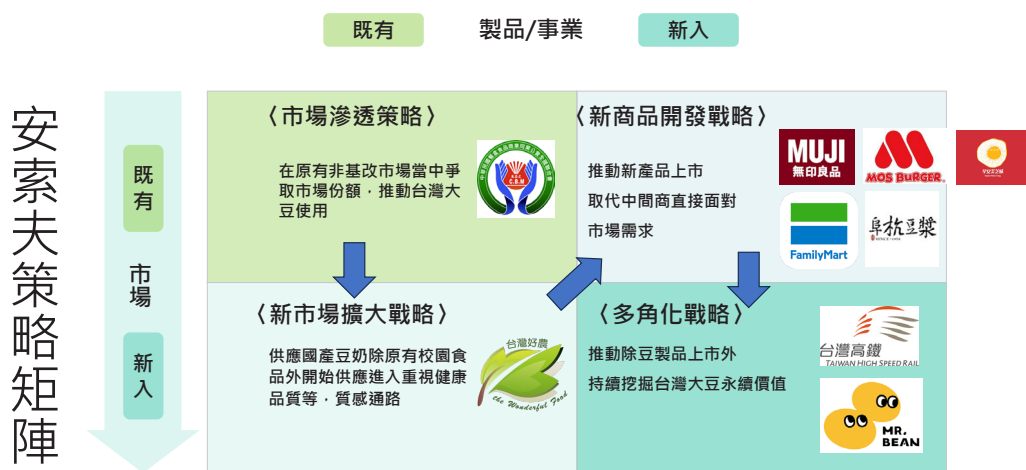 既有
製品/事業
新入
安索夫策略矩陣
既有
市場
新入
〈市場滲透策略〉
在原有非基改市場當中爭
取市場份額，推動台灣大
豆使用
C.B.M
〈新商品開發戰略〉
推動新產品上市
取代中間商直接面對
市場需求
MUJI
無印良品
MOS BURGER
FamilyMart
阜杭豆漿
〈新市場擴大戰略〉
供應國產豆奶除原有校園食
品外開始供應進入重視健康
品質等，質感通路
台灣好農
the Wonderful Food
〈多角化戰略〉
推動除豆製品上市外
持續挖掘台灣大豆永續價值
台灣高鐵
TAIWAN HIGH SPEED RAIL
MR.
BEAN